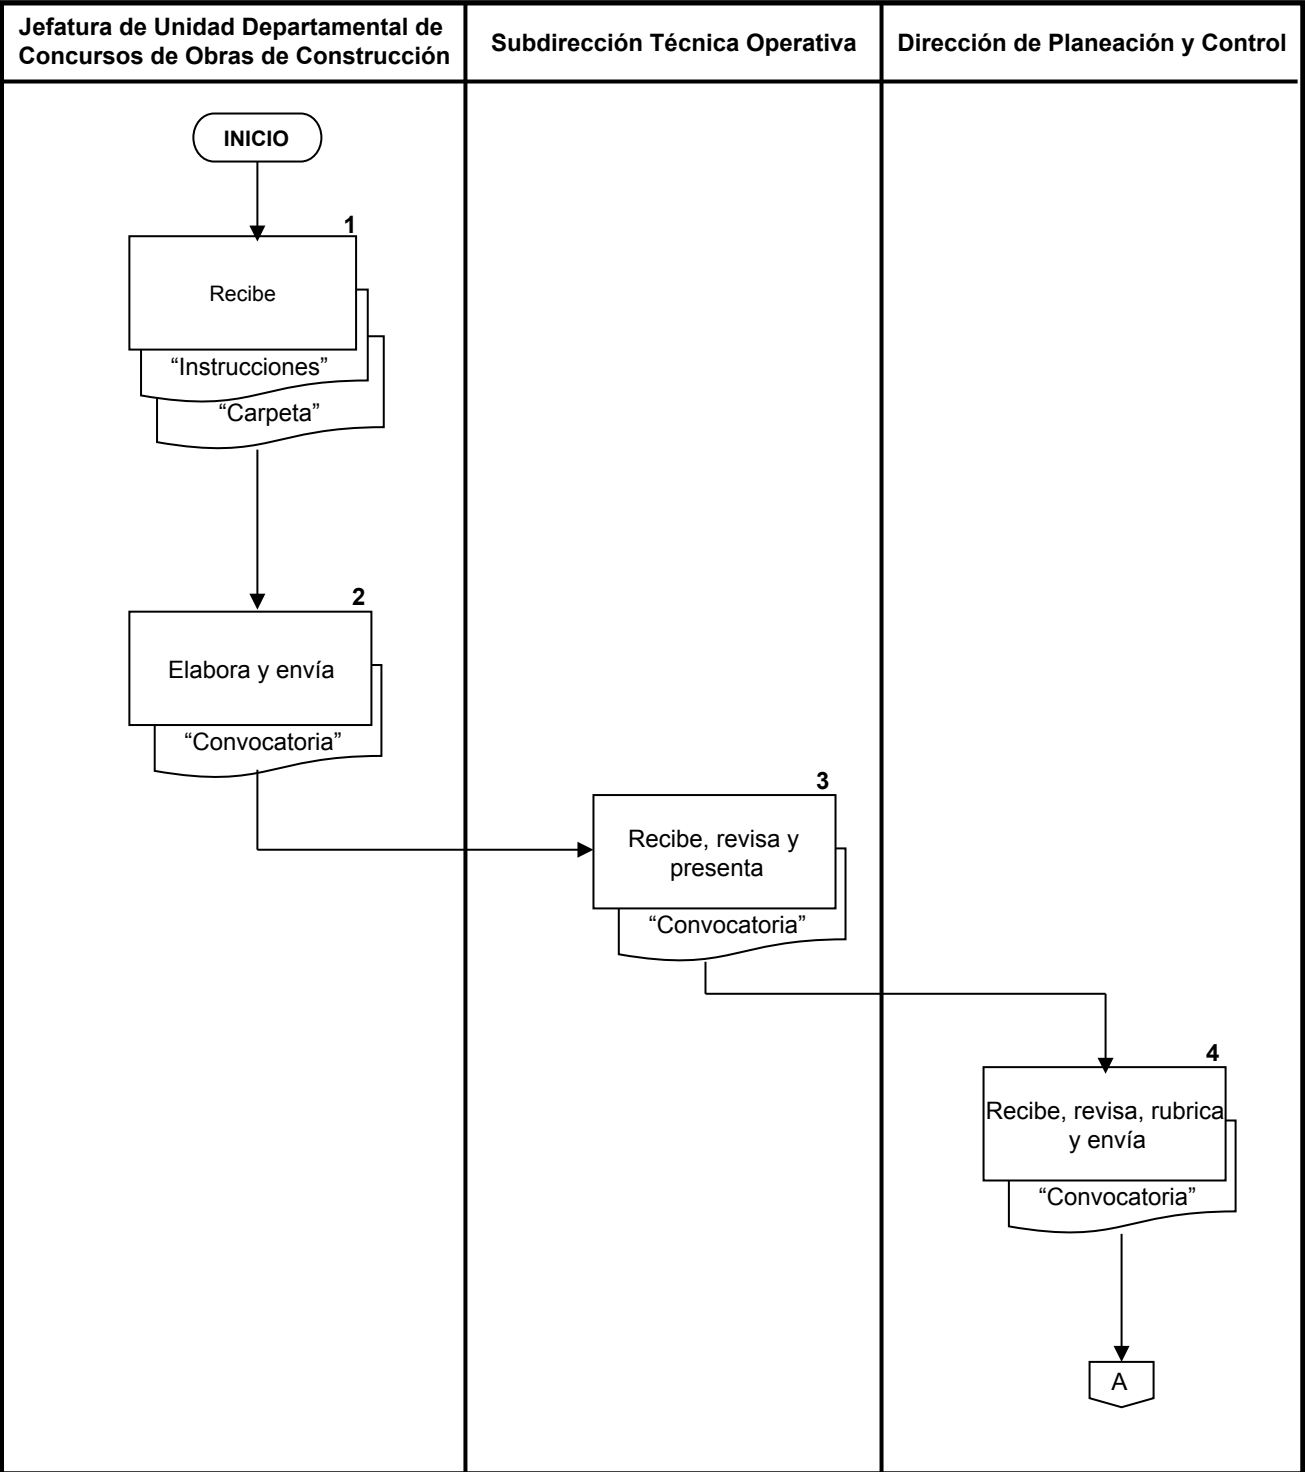 Jefatura de Unidad Departamental de
Concursos de Obras de Construcción
Subdirección Técnica Operativa
Dirección de Planeación y Control
INICIO
1
Recibe
“Instrucciones”
“Carpeta”
2
Elabora y envía
“Convocatoria”
3
Recibe, revisa y
presenta
“Convocatoria”
4
Recibe, revisa, rubrica
y envía
“Convocatoria”
A